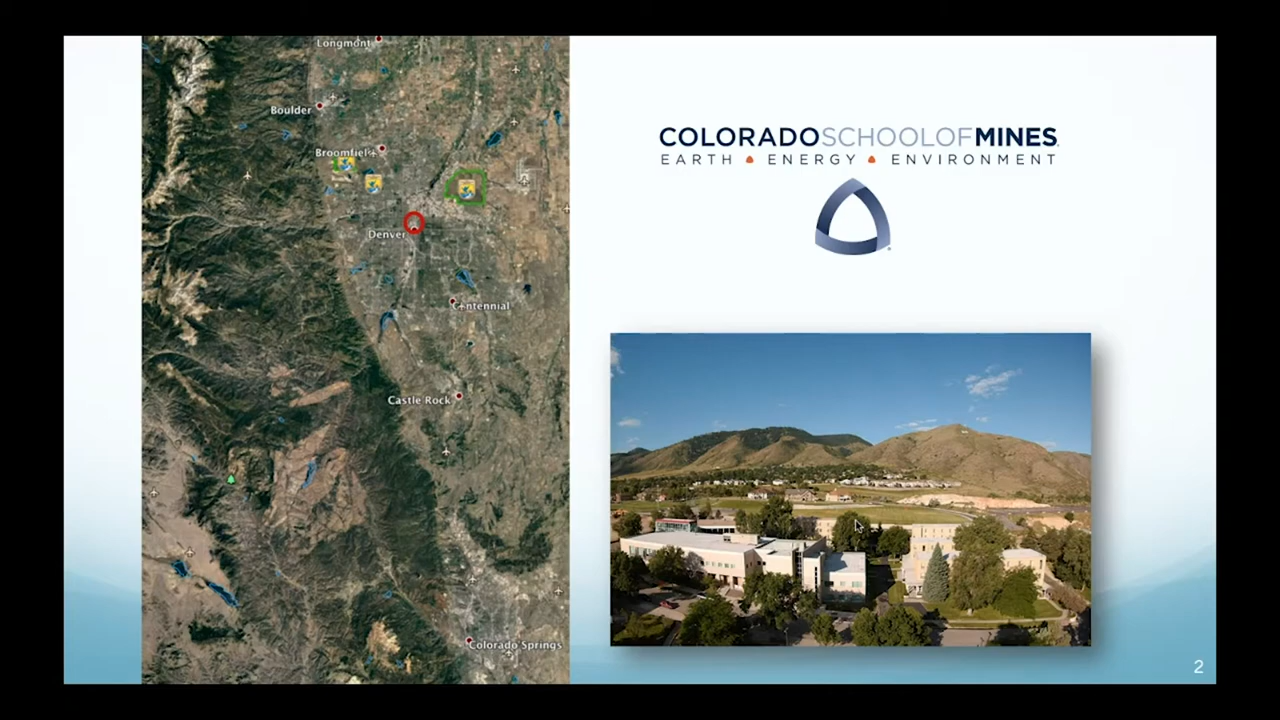 Longmont
Boulder
Broomfield
Denver
Centennial
Castle Rock
Colorado Springs
COLORADOSCHOOLOFMINES
EARTH ENERGY ENVIRONMENT
2